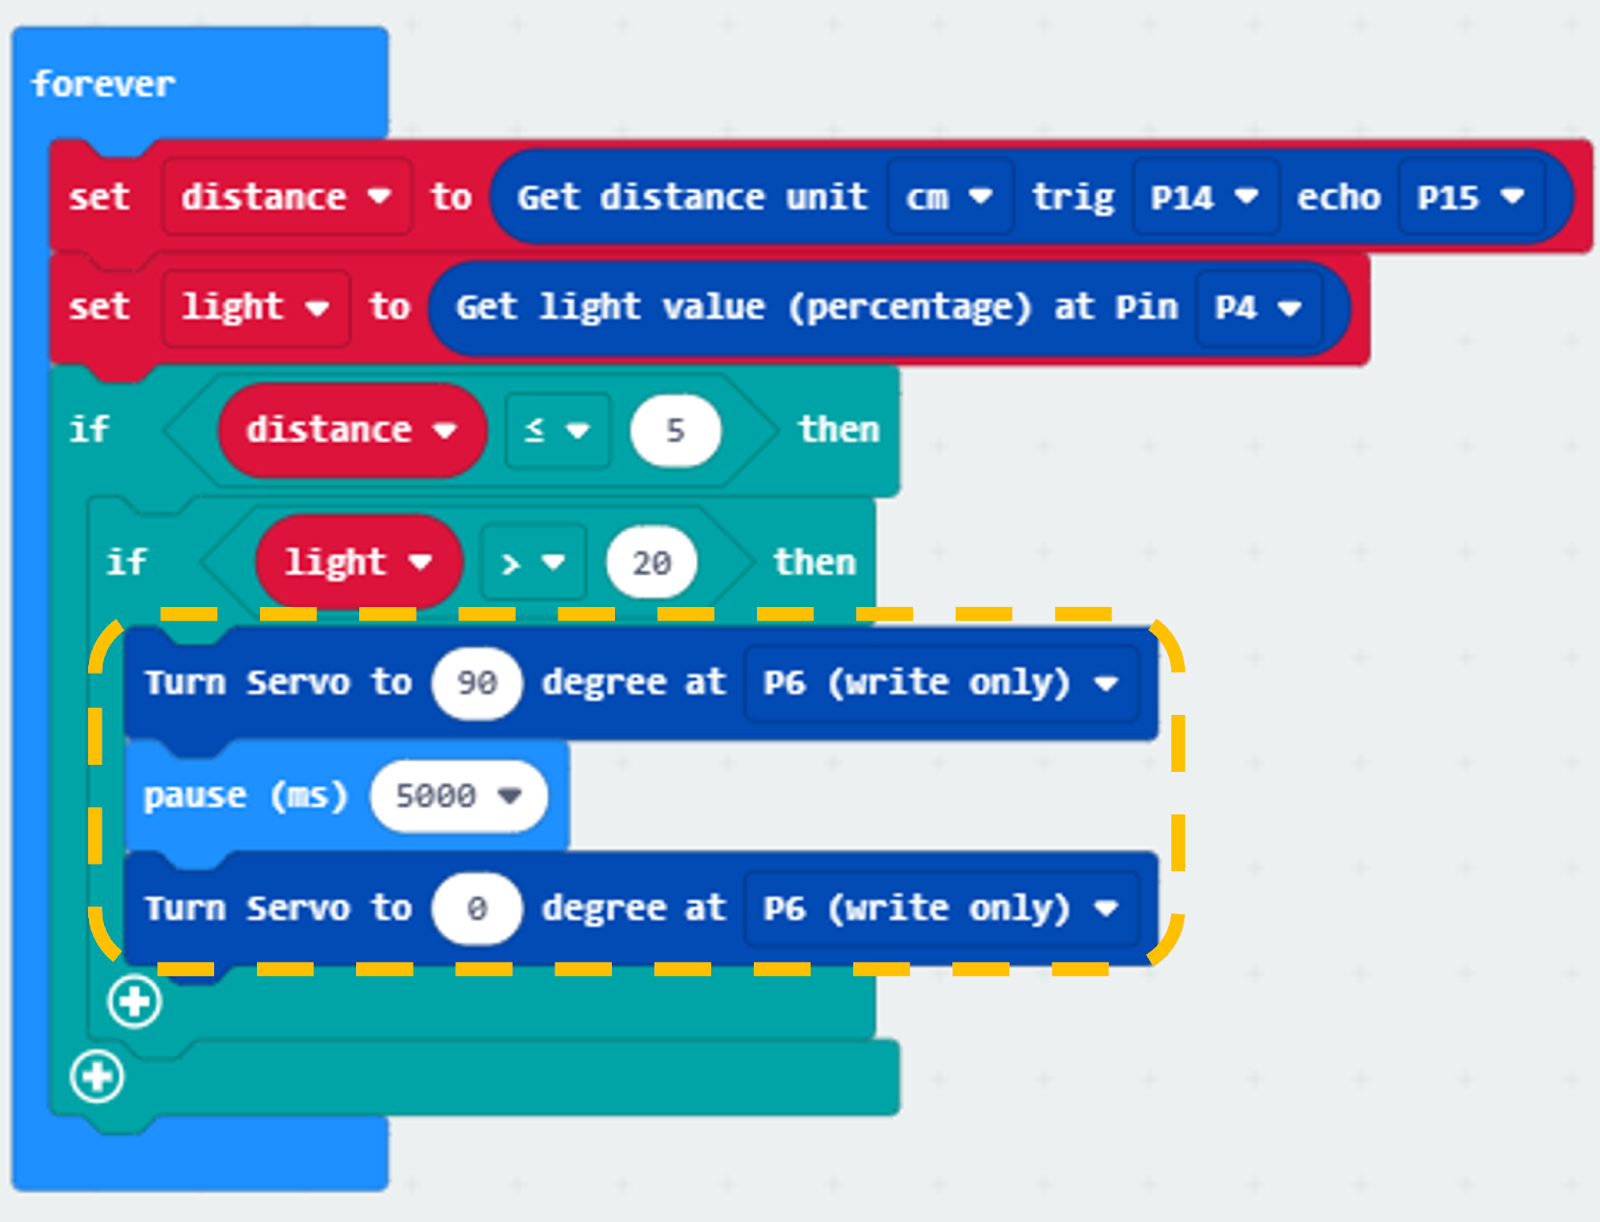 forever
set distance to Get distance unit cm trig P14 echo P15
set light to Get light value (percentage) at Pin P4
if distance ≤ 5 then
if light > 20 then
Turn Servo to 90 degree at P6 (write only)
pause (ms) 5000
Turn Servo to 0 degree at P6 (write only)